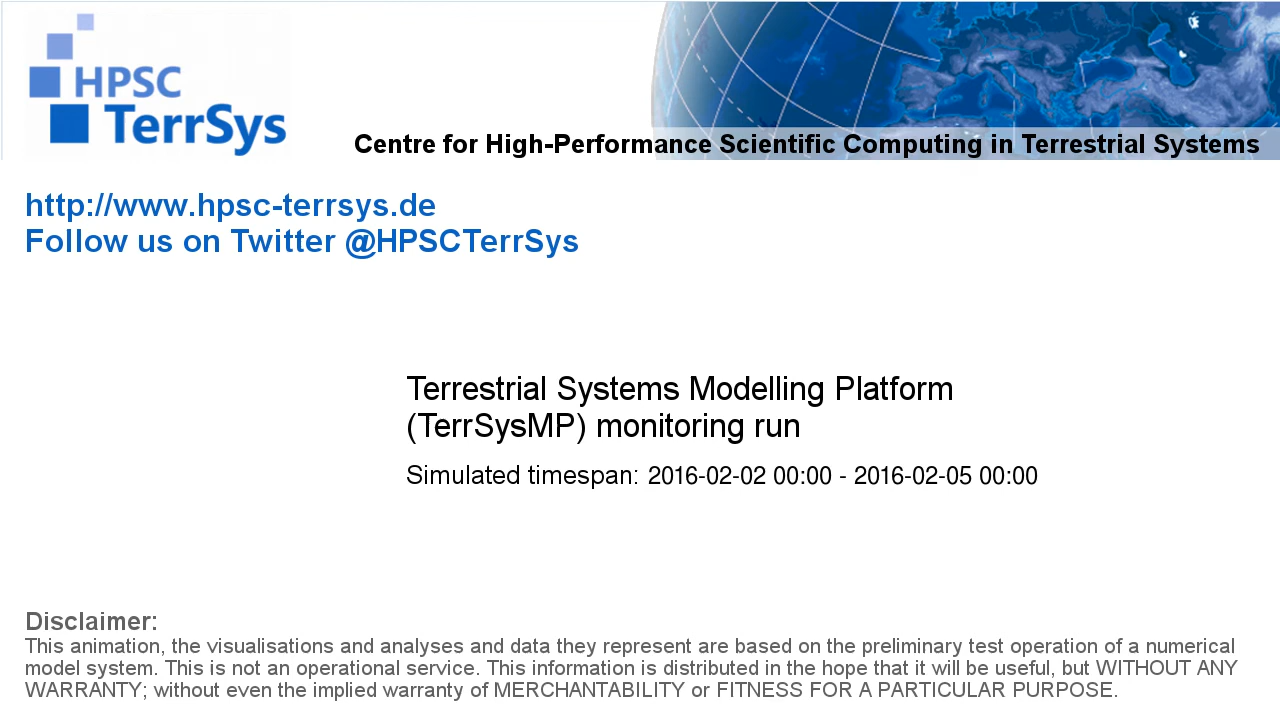 HPSC
TerrSys
Centre for High-Performance Scientific Computing in Terrestrial Systems
http://www.hpsc-terrsys.de
Follow us on Twitter @HPSCTerrSys
Terrestrial Systems Modelling Platform
(TerrSysMP) monitoring run
Simulated timespan: 2016-02-02 00:00 - 2016-02-05 00:00
Disclaimer:
This animation, the visualisations and analyses and data they represent are based on the preliminary test operation of a numerical
model system. This is not an operational service. This information is distributed in the hope that it will be useful, but WITHOUT ANY
WARRANTY; without even the implied warranty of MERCHANTABILITY or FITNESS FOR A PARTICULAR PURPOSE.